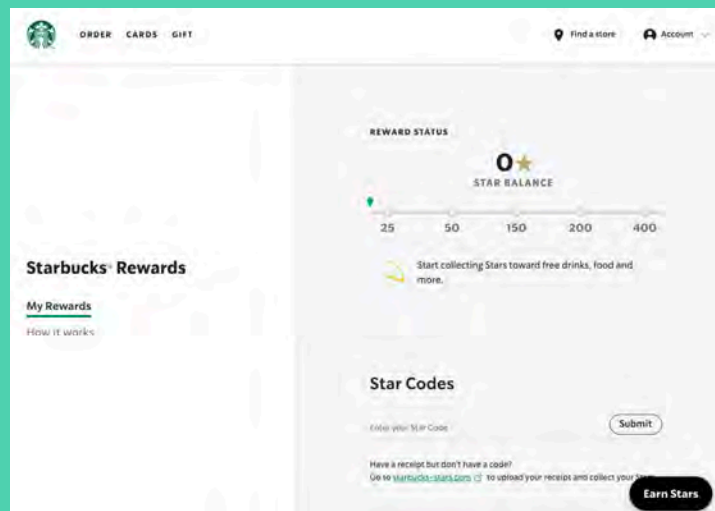 ORDER CARDS GIFT
Find a store
Account
REWARD STATUS
0
STAR BALANCE
25 50 150 200 400
Start collecting Stars toward free drinks, food and
more.
Starbucks® Rewards
My Rewards
How it works
Star Codes
Enter your Star Code
Submit
Have a receipt but don't have a code?
Go to starbucks-stars.com to upload your receipt and collect your
Earn Stars